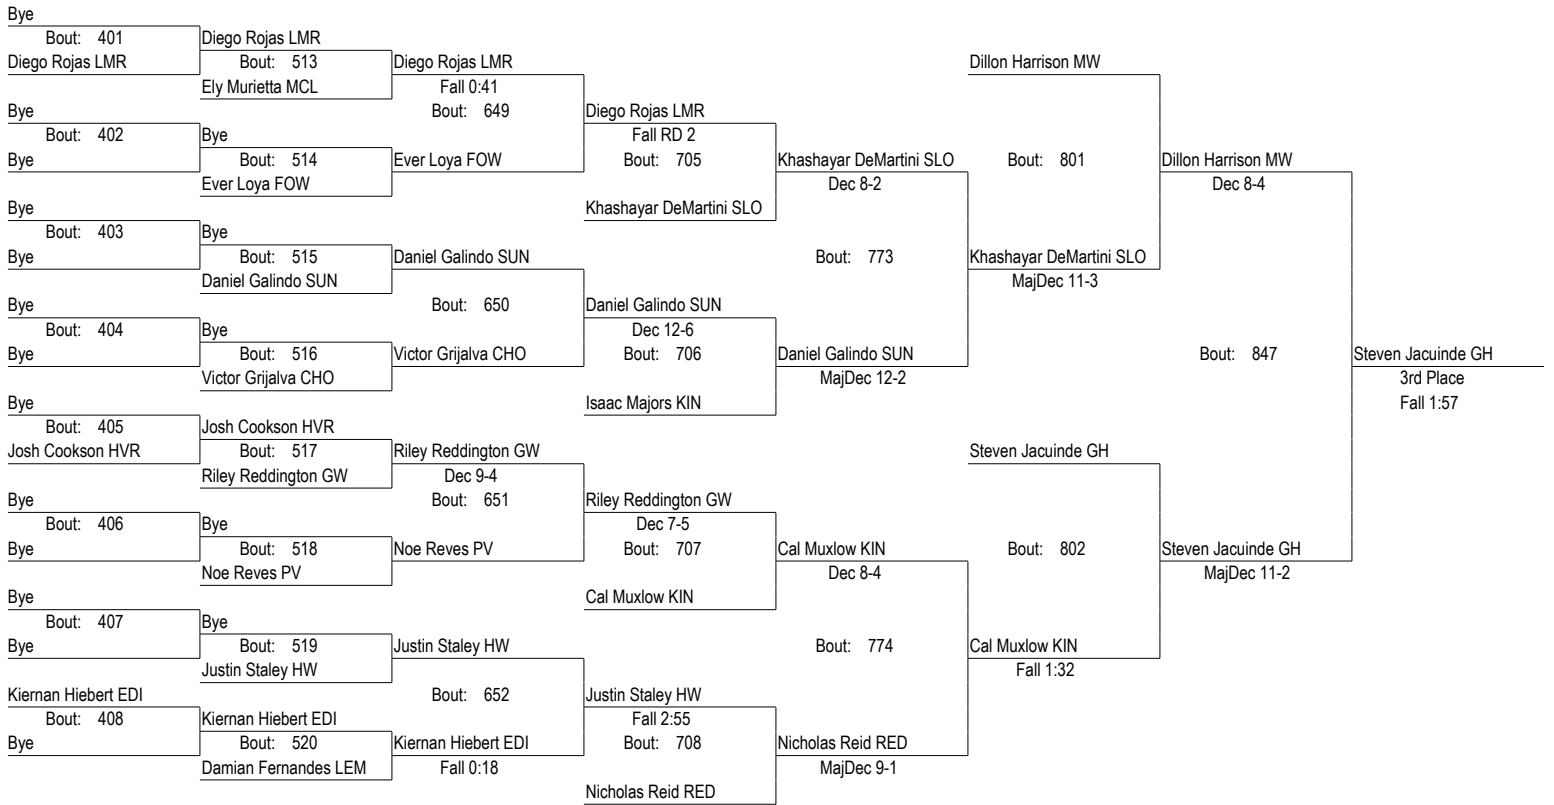 Bye
Bout: 401 Diego Rojas LMR
Diego Rojas LMR Bout: 513 Diego Rojas LMR Dillon Harrison MW
Ely Murietta MCL Fall 0:41
Bye Bout: 649 Diego Rojas LMR
Bout: 402 Bye Fall RD 2
Bye Bout: 514 Ever Loya FOW Bout: 705 Khashayar DeMartini SLO Bout: 801 Dillon Harrison MW
Ever Loya FOW Dec 8-2 Dec 8-4
Bye Khashayar DeMartini SLO
Bout: 403 Bye
Bye Bout: 515 Daniel Galindo SUN Bout: 773 Khashayar DeMartini SLO
Daniel Galindo SUN MajDec 11-3
Bye Bout: 650 Daniel Galindo SUN
Bout: 404 Bye Dec 12-6
Bye Bout: 516 Victor Grijalva CHO Bout: 706 Daniel Galindo SUN Bout: 847 Steven Jacuinde GH
Victor Grijalva CHO MajDec 12-2 3rd Place
Bye Isaac Majors KIN Fall 1:57
Bout: 405 Josh Cookson HVR
Josh Cookson HVR Bout: 517 Riley Reddington GW Steven Jacuinde GH
Riley Reddington GW Dec 9-4
Bye Bout: 651 Riley Reddington GW
Bout: 406 Bye Dec 7-5
Bye Bout: 518 Noe Reves PV Bout: 707 Cal Muxlow KIN Bout: 802 Steven Jacuinde GH
Noe Reves PV Dec 8-4 MajDec 11-2
Bye Cal Muxlow KIN
Bout: 407 Bye
Bye Bout: 519 Justin Staley HW Bout: 774 Cal Muxlow KIN
Justin Staley HW Fall 1:32
Kiernan Hiebert EDI Bout: 652 Justin Staley HW
Bout: 408 Kiernan Hiebert EDI Fall 2:55
Bye Bout: 520 Kiernan Hiebert EDI Bout: 708 Nicholas Reid RED
Damian Fernandes LEM Fall 0:18 MajDec 9-1
Nicholas Reid RED